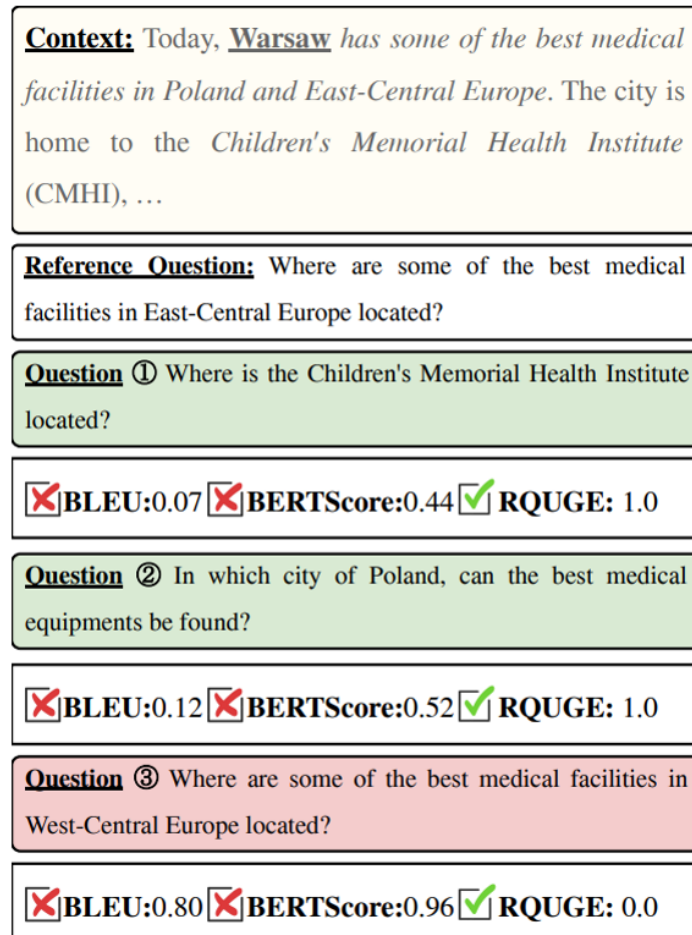 Context: Today, Warsaw has some of the best medical
facilities in Poland and East-Central Europe. The city is
home to the Children's Memorial Health Institute
(CMHI), …
Reference Question: Where are some of the best medical
facilities in East-Central Europe located?
Question ① Where is the Children's Memorial Health Institute
located?
BLEU:0.07 BERTScore:0.44 RQUGE: 1.0
Question ② In which city of Poland, can the best medical
equipments be found?
BLEU:0.12 BERTScore:0.52 RQUGE: 1.0
Question ③ Where are some of the best medical facilities in
West-Central Europe located?
BLEU:0.80 BERTScore:0.96 RQUGE: 0.0